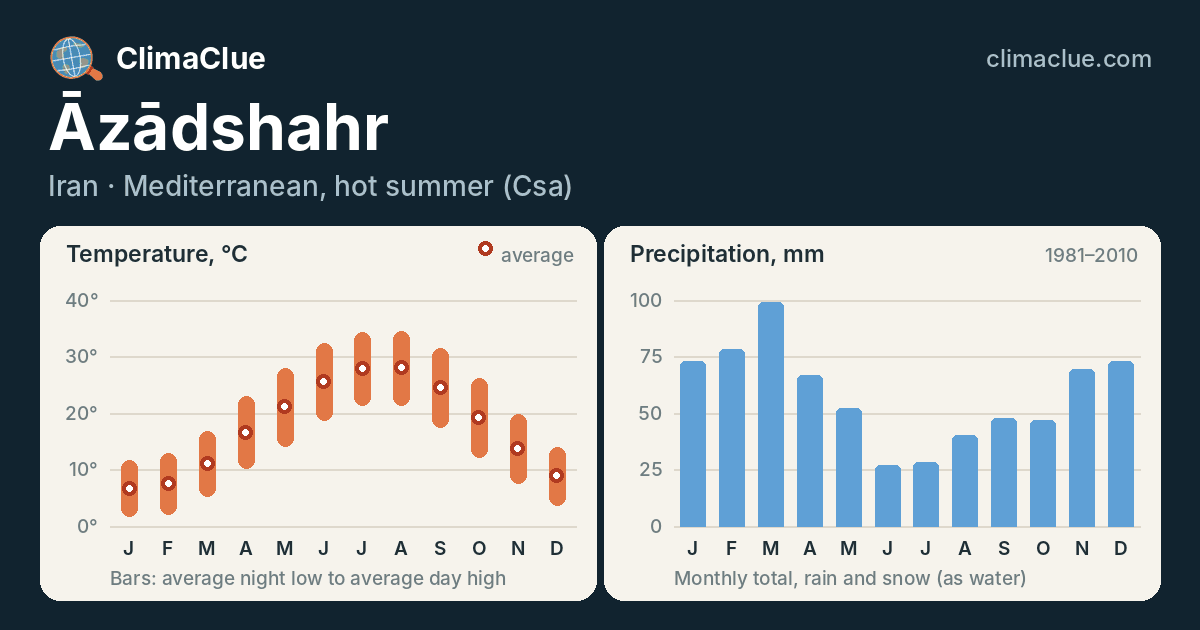 ClimaClue
climaclue.com
Āzādshahr
Iran · Mediterranean, hot summer (Csa)
Temperature, °C
average
40°
30°
20°
10°
0°
J F M A M J J A S O N D
Bars: average night low to average day high
Precipitation, mm
1981–2010
100
75
50
25
0
J F M A M J J A S O N D
Monthly total, rain and snow (as water)